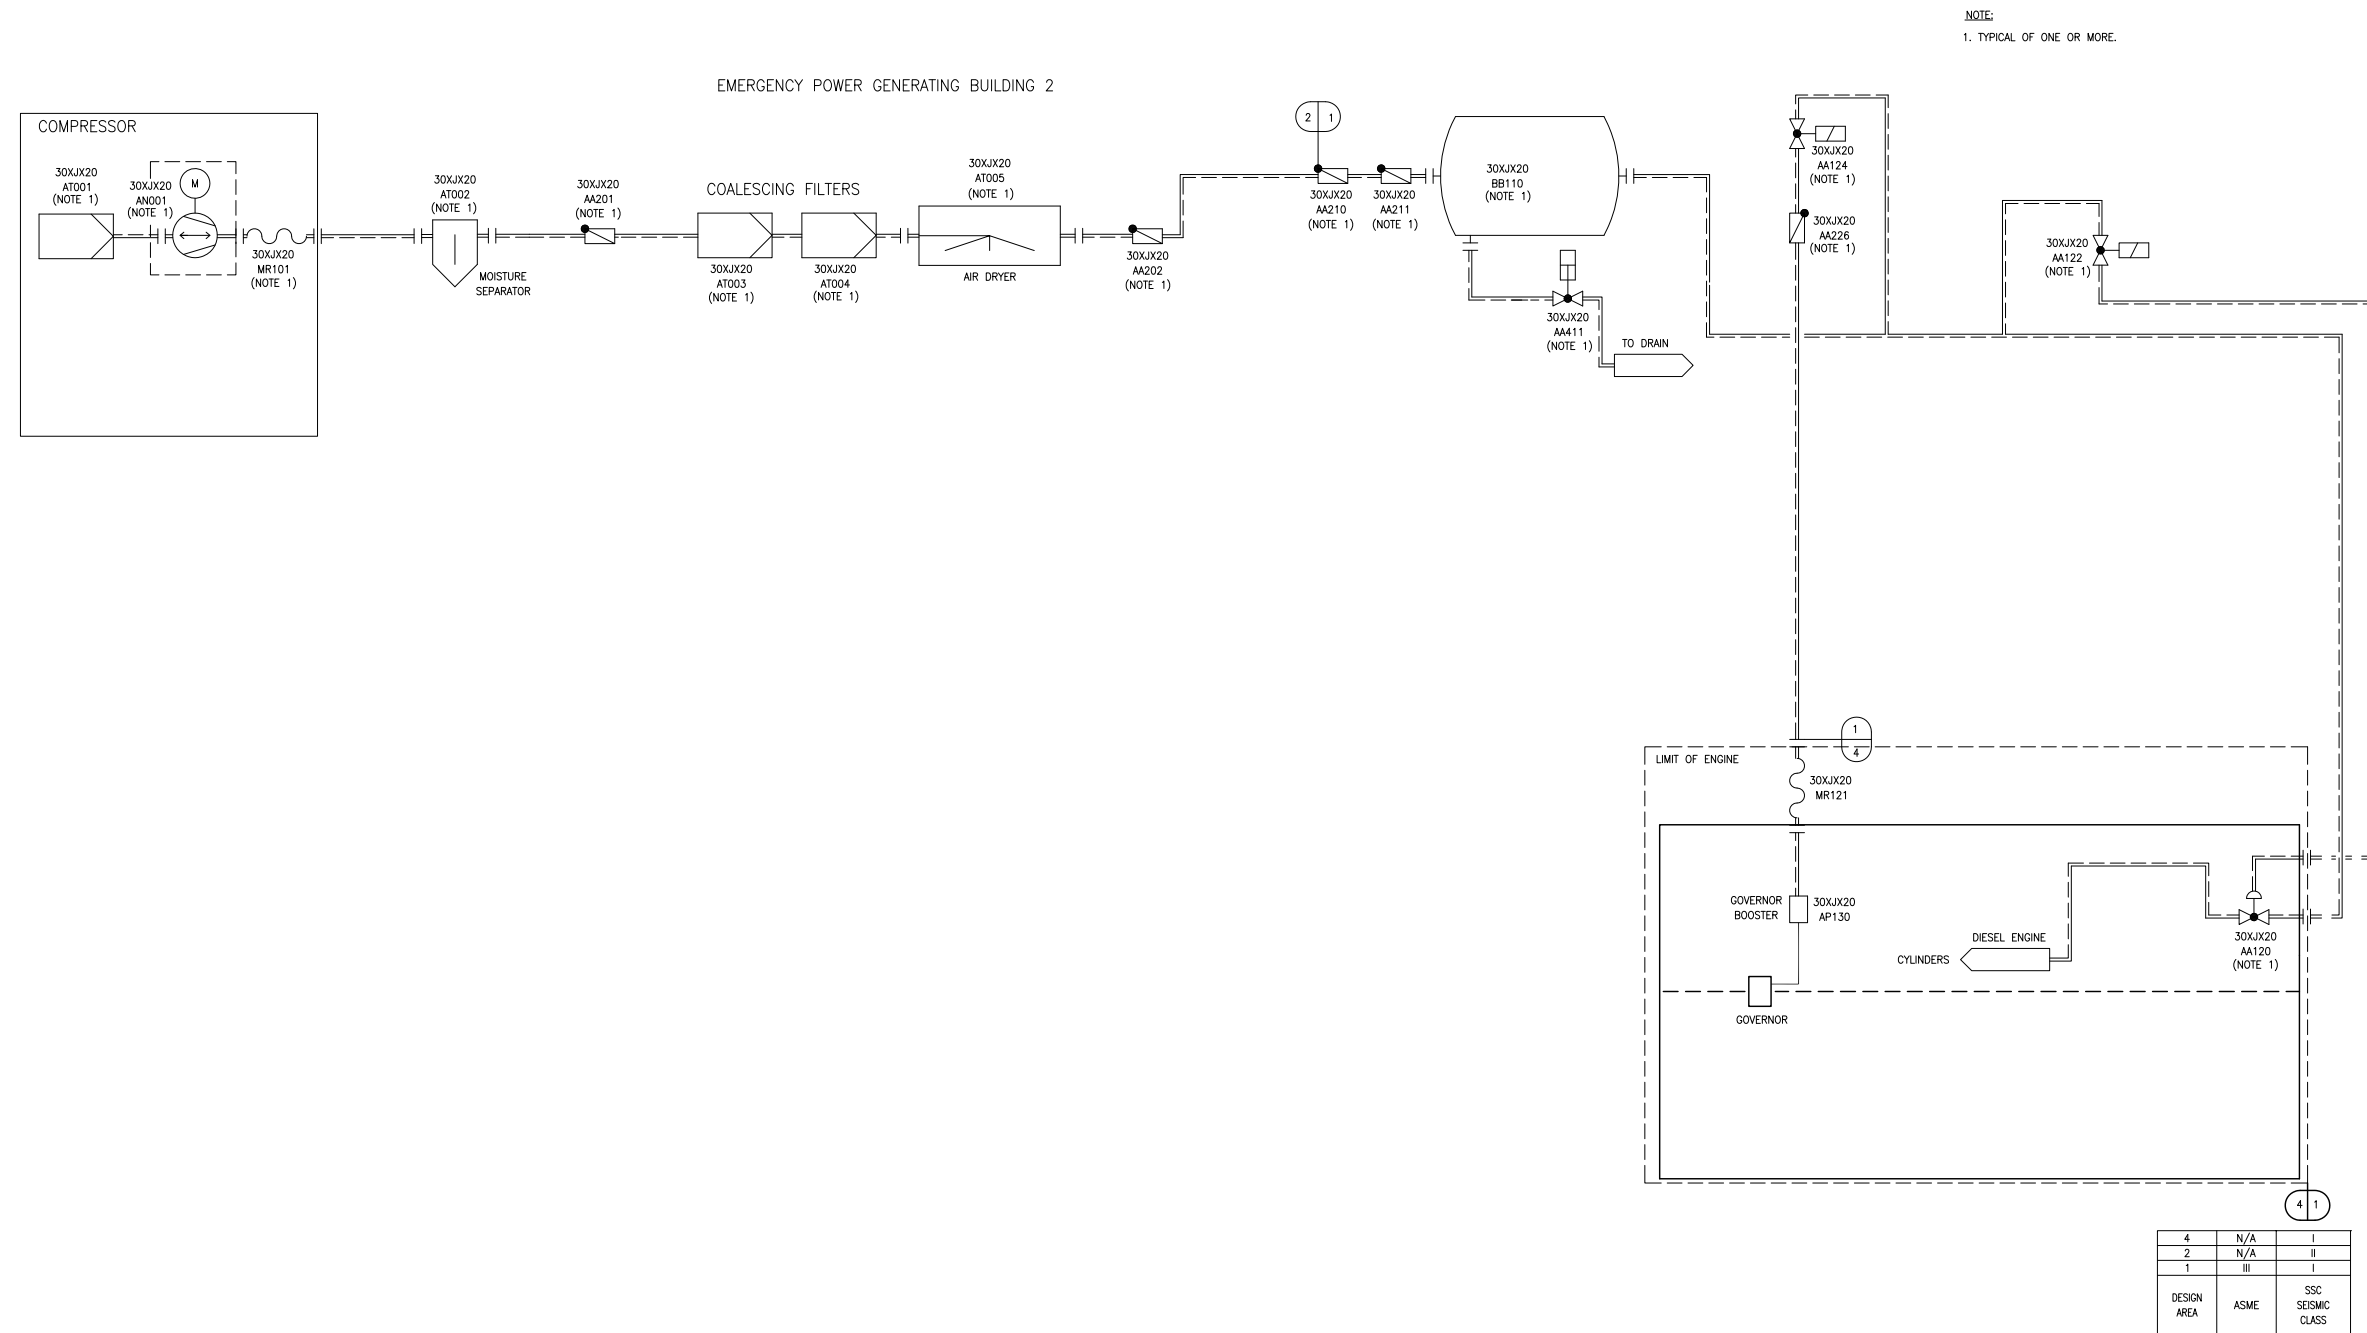 NOTE:
1. TYPICAL OF ONE OR MORE.
EMERGENCY POWER GENERATING BUILDING 2
COMPRESSOR
30XJX20
AT001
(NOTE 1)
30XJX20
AN001
(NOTE 1)
M
30XJX20
MR101
(NOTE 1)
30XJX20
AT002
(NOTE 1)
MOISTURE
SEPARATOR
30XJX20
AA201
(NOTE 1)
COALESCING FILTERS
30XJX20
AT003
(NOTE 1)
30XJX20
AT004
(NOTE 1)
30XJX20
AT005
(NOTE 1)
AIR DRYER
30XJX20
AA202
(NOTE 1)
2 1
30XJX20
AA210
(NOTE 1)
30XJX20
AA211
(NOTE 1)
30XJX20
BB110
(NOTE 1)
30XJX20
AA411
(NOTE 1)
TO DRAIN
30XJX20
AA124
(NOTE 1)
30XJX20
AA226
(NOTE 1)
30XJX20
AA122
(NOTE 1)
1
4
LIMIT OF ENGINE
30XJX20
MR121
GOVERNOR
BOOSTER
30XJX20
AP130
DIESEL ENGINE
CYLINDERS
30XJX20
AA120
(NOTE 1)
GOVERNOR
4 1
4 N/A I
2 N/A II
1 III I
DESIGN
AREA
ASME
SSC
SEISMIC
CLASS